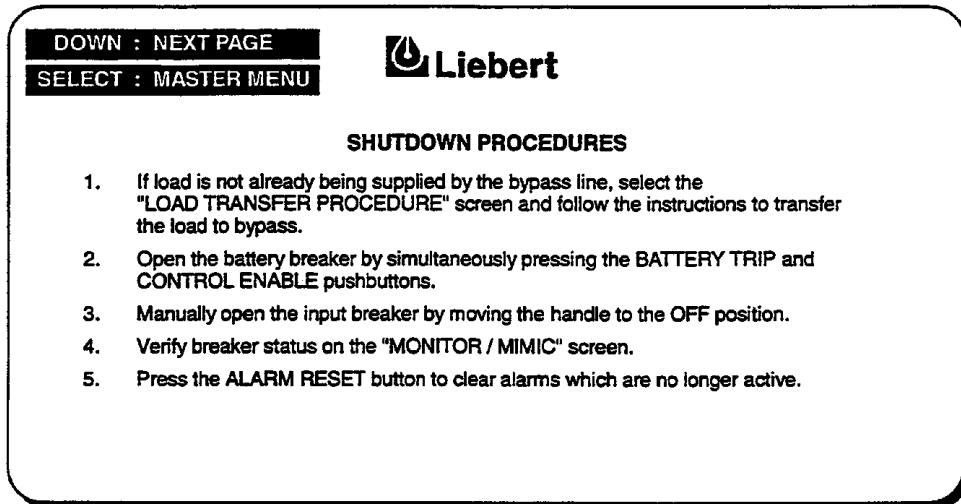 DOWN : NEXT PAGE
SELECT : MASTER MENU
Liebert
SHUTDOWN PROCEDURES
1. If load is not already being supplied by the bypass line, select the
"LOAD TRANSFER PROCEDURE" screen and follow the instructions to transfer
the load to bypass.
2. Open the battery breaker by simultaneously pressing the BATTERY TRIP and
CONTROL ENABLE pushbuttons.
3. Manually open the input breaker by moving the handle to the OFF position.
4. Verify breaker status on the "MONITOR / MIMIC" screen.
5. Press the ALARM RESET button to clear alarms which are no longer active.